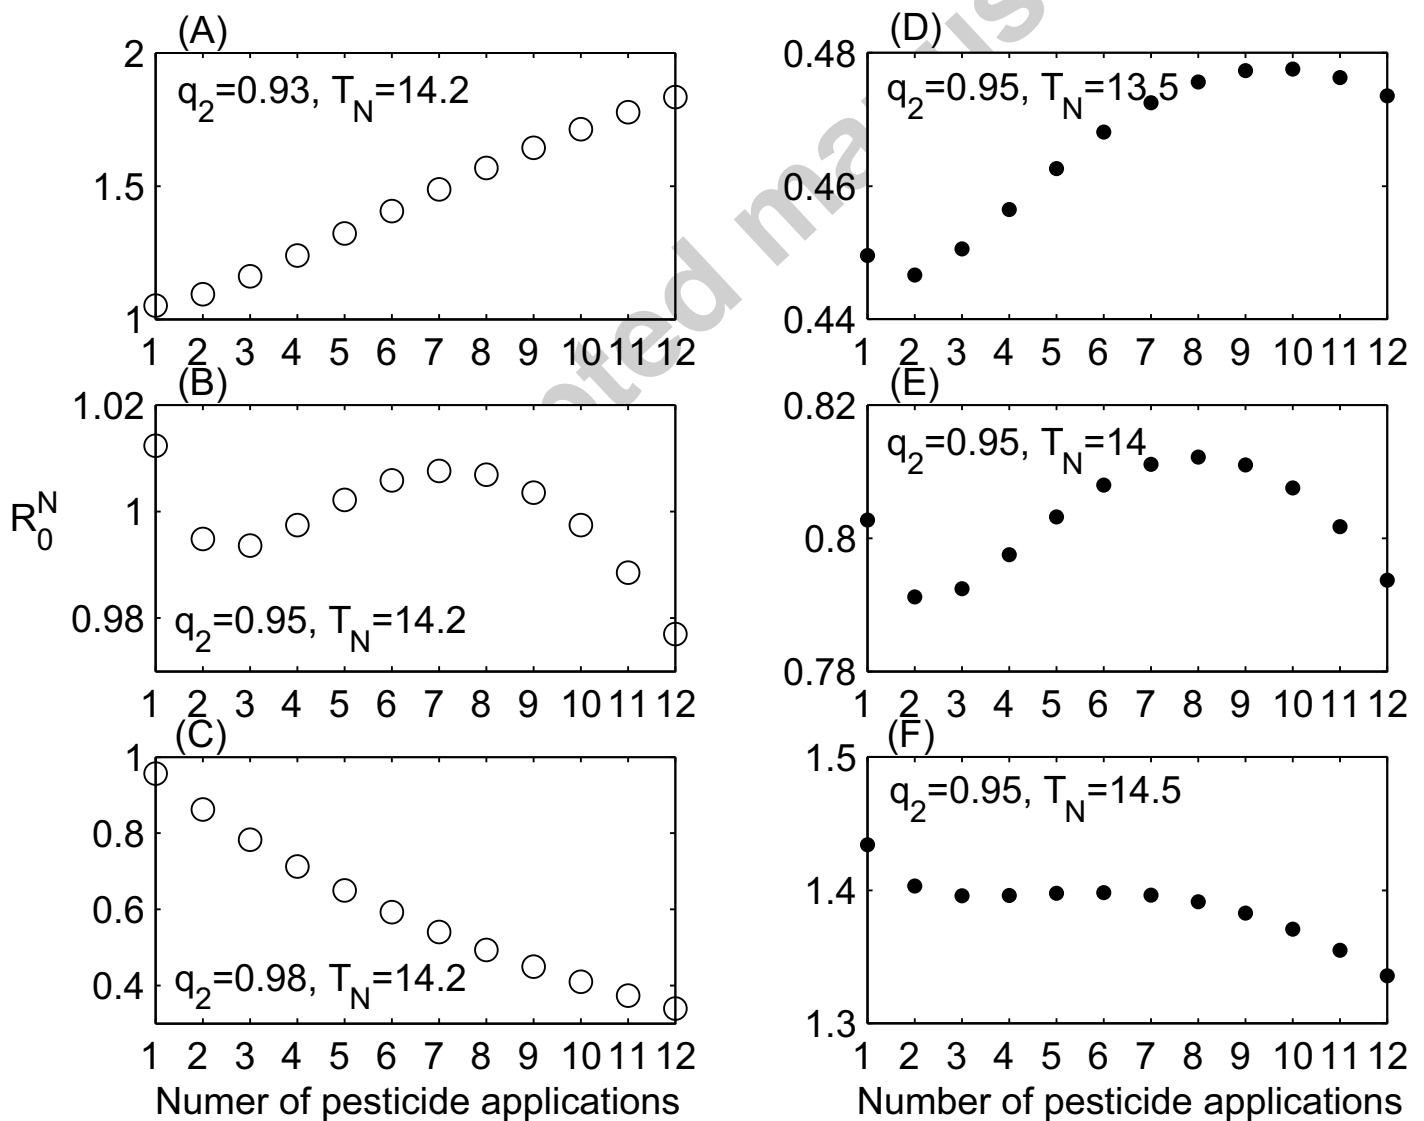 (A)
2
1.5
1
q2=0.93, TN=14.2
1 2 3 4 5 6 7 8 9 10 11 12
(B)
1.02
1
0.98
q2=0.95, TN=14.2
R0N
1 2 3 4 5 6 7 8 9 10 11 12
(C)
1
0.8
0.6
0.4
q2=0.98, TN=14.2
1 2 3 4 5 6 7 8 9 10 11 12
Numer of pesticide applications
(D)
0.48
0.46
0.44
q2=0.95, TN=13.5
1 2 3 4 5 6 7 8 9 10 11 12
(E)
0.82
0.8
0.78
q2=0.95, TN=14
1 2 3 4 5 6 7 8 9 10 11 12
(F)
1.5
1.4
1.3
q2=0.95, TN=14.5
1 2 3 4 5 6 7 8 9 10 11 12
Number of pesticide applications